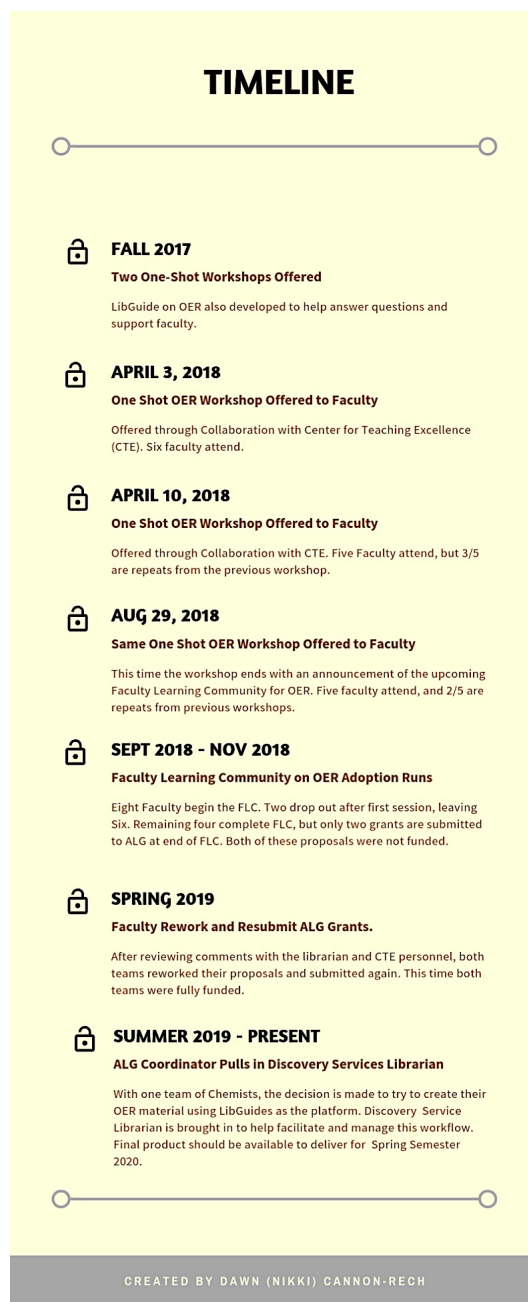 TIMELINE
FALL 2017
Two One-Shot Workshops Offered
LibGuide on OER also developed to help answer questions and
support faculty.
APRIL 3, 2018
One Shot OER Workshop Offered to Faculty
Offered through Collaboration with Center for Teaching Excellence
(CTE). Six faculty attend.
APRIL 10, 2018
One Shot OER Workshop Offered to Faculty
Offered through Collaboration with CTE. Five Faculty attend, but 3/5
are repeats from the previous workshop.
AUG 29, 2018
Same One Shot OER Workshop Offered to Faculty
This time the workshop ends with an announcement of the upcoming
Faculty Learning Community for OER. Five faculty attend, and 2/5 are
repeats from previous workshops.
SEPT 2018 - NOV 2018
Faculty Learning Community on OER Adoption Runs
Eight Faculty begin the FLC. Two drop out after first session, leaving
Six. Remaining four complete FLC, but only two grants are submitted
to ALG at end of FLC. Both of these proposals were not funded.
SPRING 2019
Faculty Rework and Resubmit ALG Grants.
After reviewing comments with the librarian and CTE personnel, both
teams reworked their proposals and submitted again. This time both
teams were fully funded.
SUMMER 2019 - PRESENT
ALG Coordinator Pulls in Discovery Services Librarian
With one team of Chemists, the decision is made to try to create their
OER material using LibGuides as the platform. Discovery Service
Librarian is brought in to help facilitate and manage this workflow.
Final product should be available to deliver for Spring Semester
2020.
CREATED BY DAWN (NIKKI) CANNON-RECH